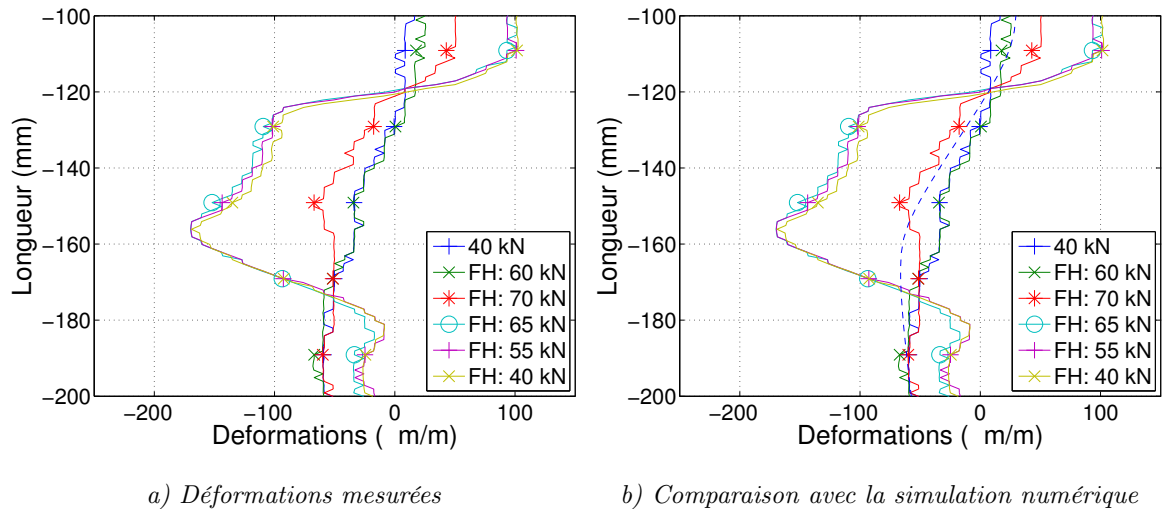 −100
−120
−140
−160
−180
−200
−200
−100
0
100
Longueur (mm)
Deformations ( m/m)
40 kN
FH: 60 kN
FH: 70 kN
FH: 65 kN
FH: 55 kN
FH: 40 kN
a) Déformations mesurées
−100
−120
−140
−160
−180
−200
−200
−100
0
100
Longueur (mm)
Deformations ( m/m)
40 kN
FH: 60 kN
FH: 70 kN
FH: 65 kN
FH: 55 kN
FH: 40 kN
b) Comparaison avec la simulation numérique